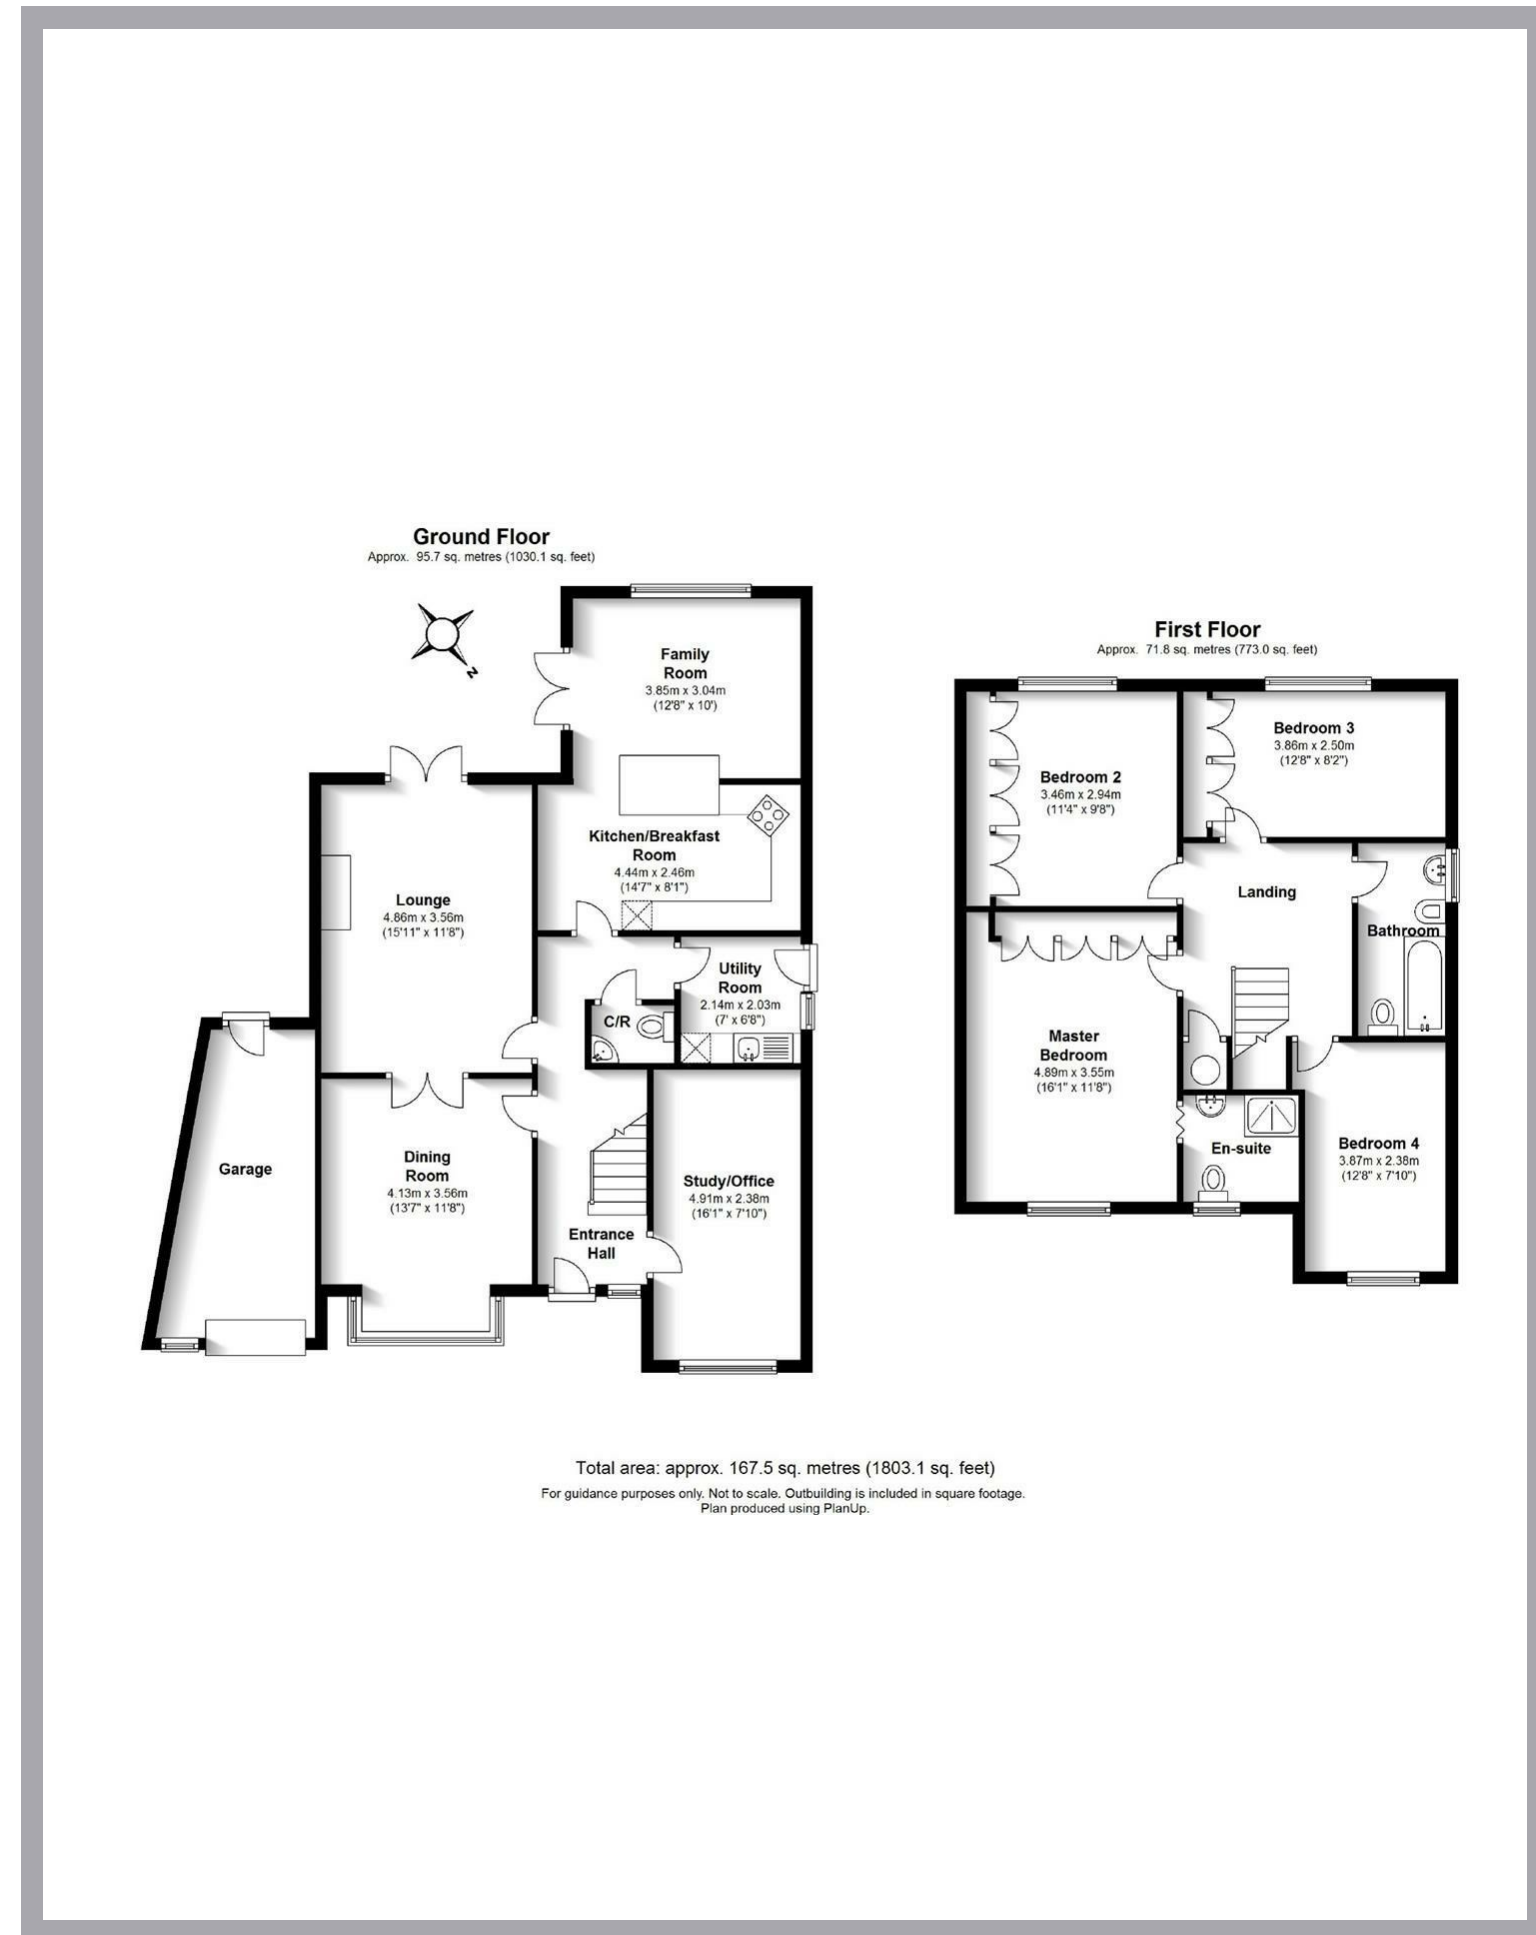 Ground Floor
Approx. 95.7 sq. metres (1030.1 sq. feet)
N
Family
Room
3.85m x 3.04m
(12'8" x 10')
Kitchen/Breakfast
Room
4.44m x 2.46m
(14'7" x 8'1")
Lounge
4.86m x 3.56m
(15'11" x 11'8")
Utility
Room
2.14m x 2.03m
(7' x 6'8")
C/R
Garage
Dining
Room
4.13m x 3.56m
(13'7" x 11'8")
Study/Office
4.91m x 2.38m
(16'1" x 7'10")
Entrance
Hall
First Floor
Approx. 71.8 sq. metres (773.0 sq. feet)
Bedroom 3
3.86m x 2.50m
(12'8" x 8'2")
Bedroom 2
3.46m x 2.94m
(11'4" x 9'8")
Landing
Bathroom
Master
Bedroom
4.89m x 3.55m
(16'1" x 11'8")
En-suite
Bedroom 4
3.87m x 2.38m
(12'8" x 7'10")
Total area: approx. 167.5 sq. metres (1803.1 sq. feet)
For guidance purposes only. Not to scale. Outbuilding is included in square footage.
Plan produced using PlanUp.